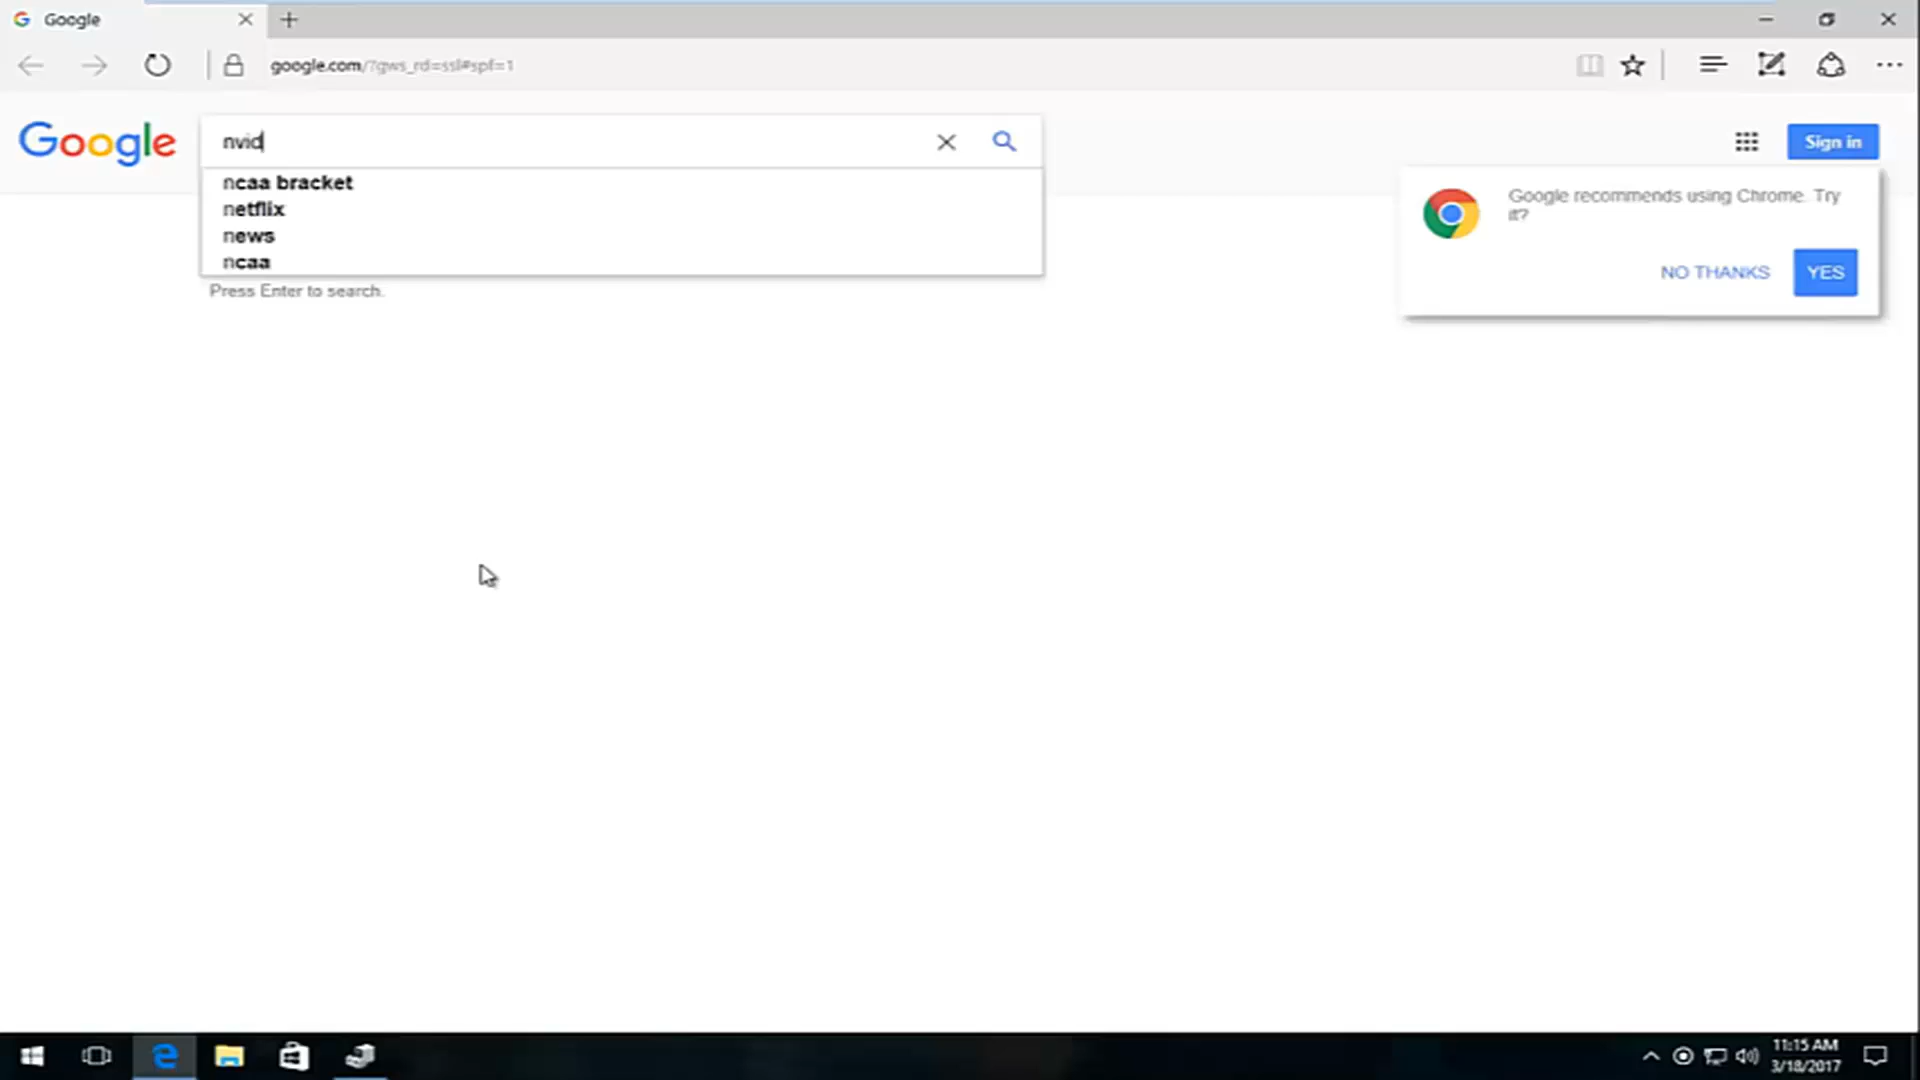 Google
google.com/?gws_rd=ssl#spf=1
Google
nvid
Sign in
ncaa bracket
netflix
news
ncaa
Press Enter to search.
Google recommends using Chrome. Try
it?
NO THANKS
YES
11:15 AM
3/18/2017